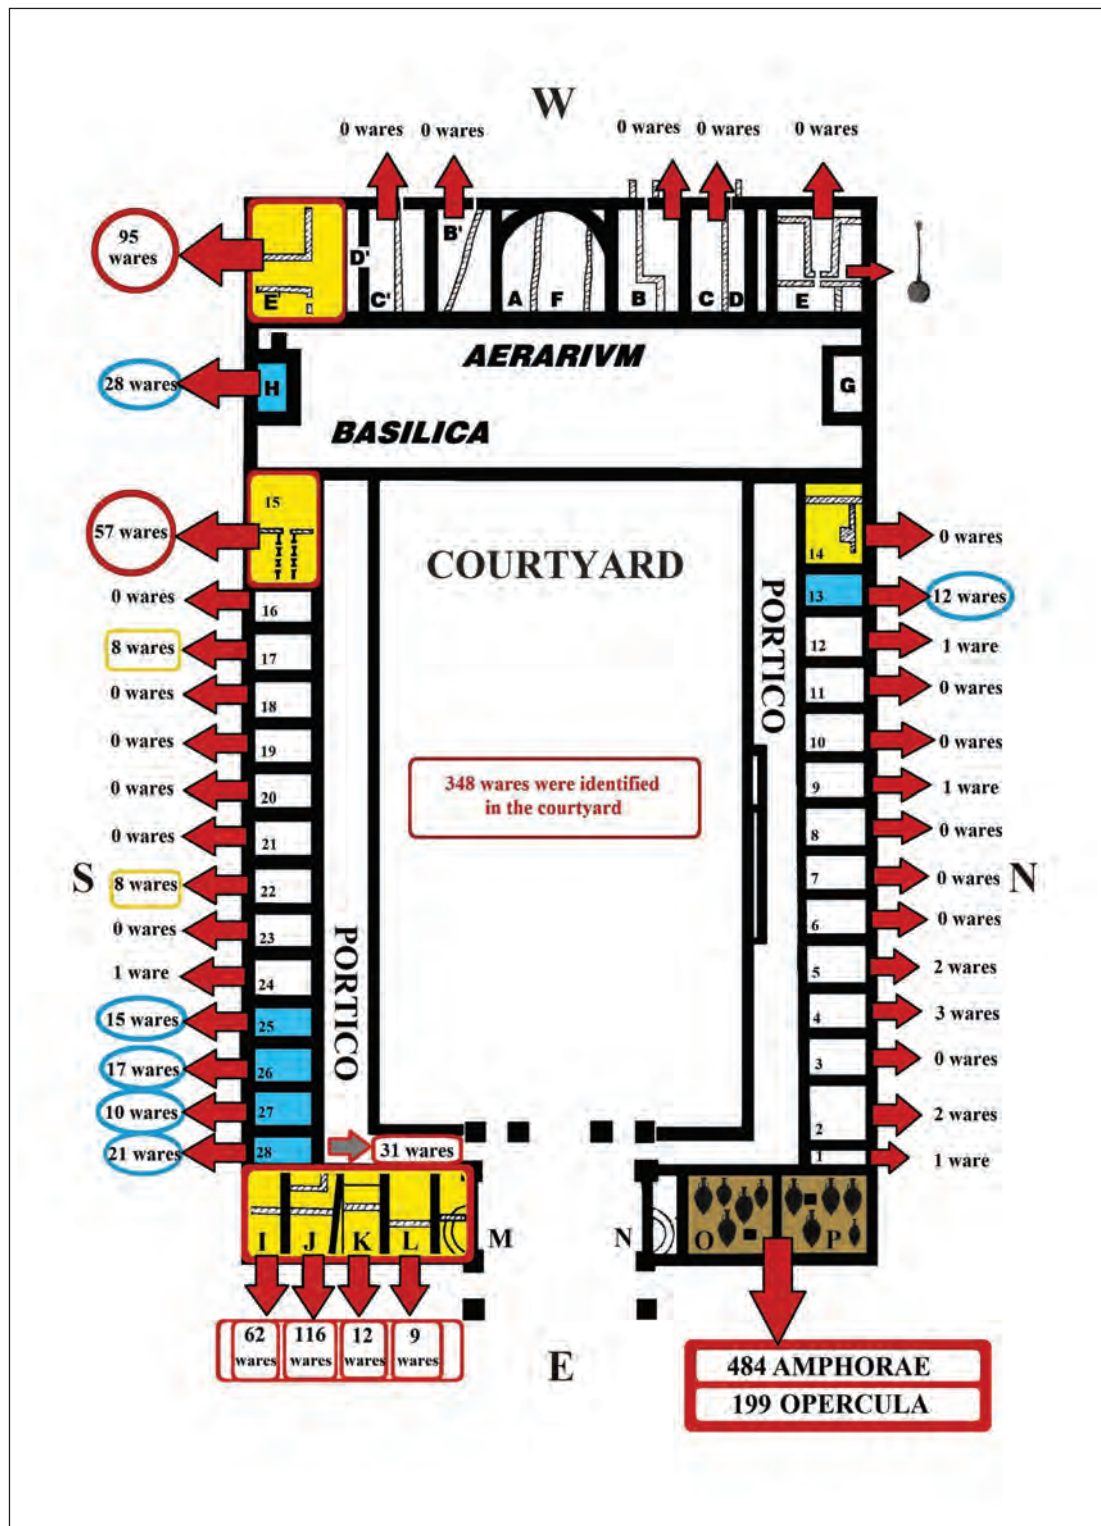 W
0 wares
0 wares
0 wares
0 wares
0 wares
95
wares
E'
D'
C'
B'
A
F
B
C
D
E
28 wares
H
AERARIVM
G
BASILICA
57 wares
15
14
0 wares
COURTYARD
PORTICO
0 wares
16
13
12 wares
8 wares
17
12
1 ware
0 wares
18
11
0 wares
0 wares
19
10
0 wares
0 wares
20
9
1 ware
348 wares were identified
in the courtyard
0 wares
21
8
0 wares
S
8 wares
22
7
0 wares
N
0 wares
23
6
0 wares
PORTICO
1 ware
24
5
2 wares
15 wares
25
4
3 wares
17 wares
26
3
0 wares
10 wares
27
2
2 wares
21 wares
28
31 wares
1
1 ware
I
J
K
L
M
N
O
P
62
wares
116
wares
12
wares
9
wares
E
484 AMPHORAE
199 OPERCULA